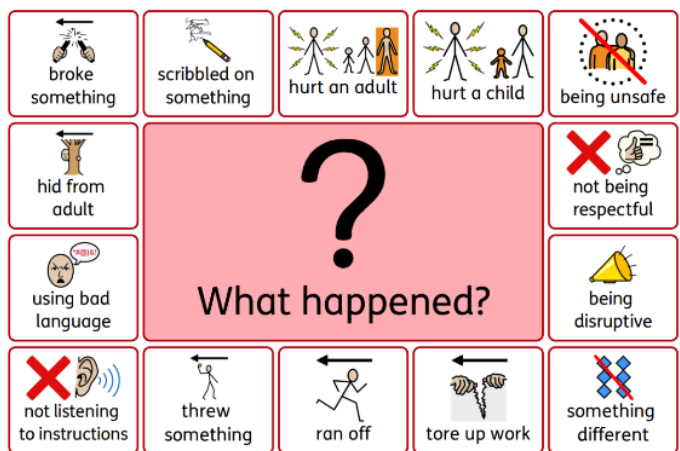 broke
something
scribbled on
something
hurt an adult
hurt a child
being unsafe
hid from
adult
?
What happened?
not being
respectful
"#@|&!
using bad
language
being
disruptive
not listening
to instructions
threw
something
ran off
tore up work
something
different